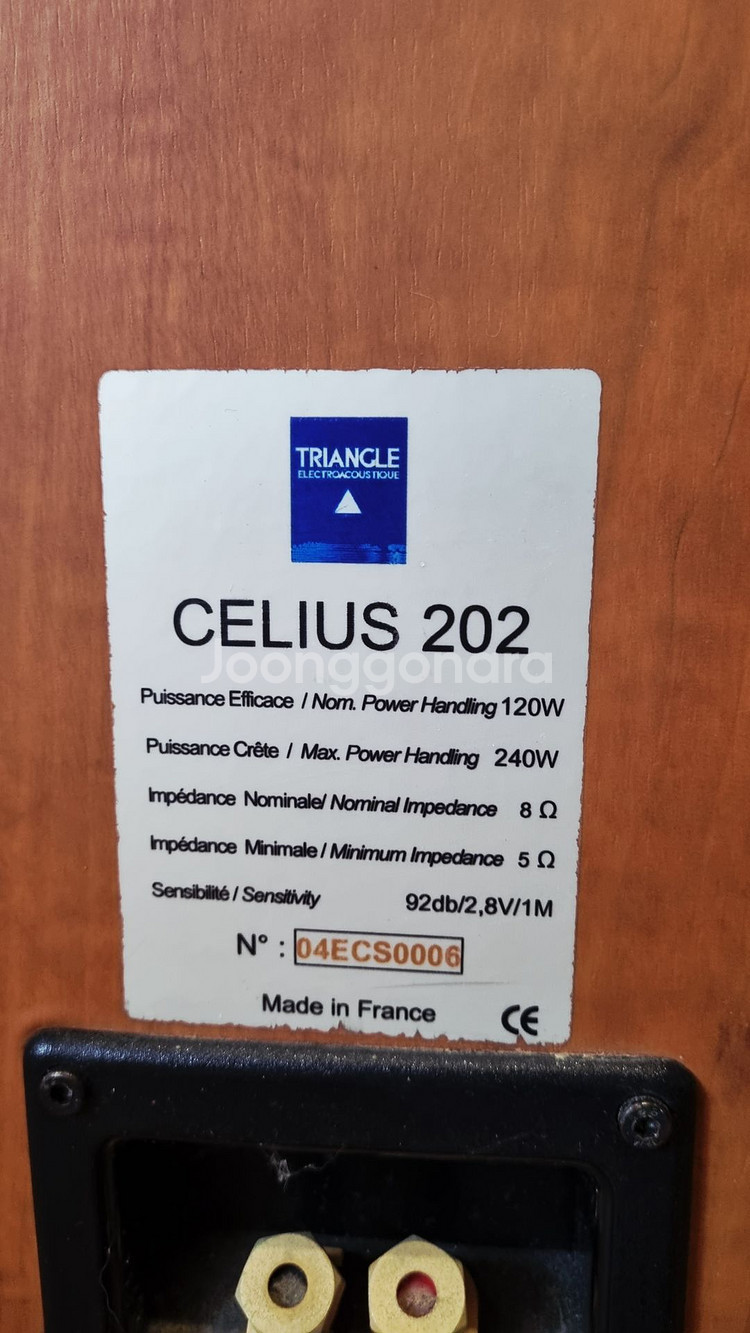 TRIANGLE
ELECTROACOUSTIQUE
CELIUS 202
Joonggonara
Puissance Efficace / Nom. Power Handling 120W
Puissance Crête / Max. Power Handling 240W
Impédance Nominale/ Nominal Impedance 8 Ω
Impédance Minimale / Minimum Impedance 5 Ω
Sensibilité / Sensitivity 92db/2,8V/1M
N° : 04ECS0006
Made in France CE